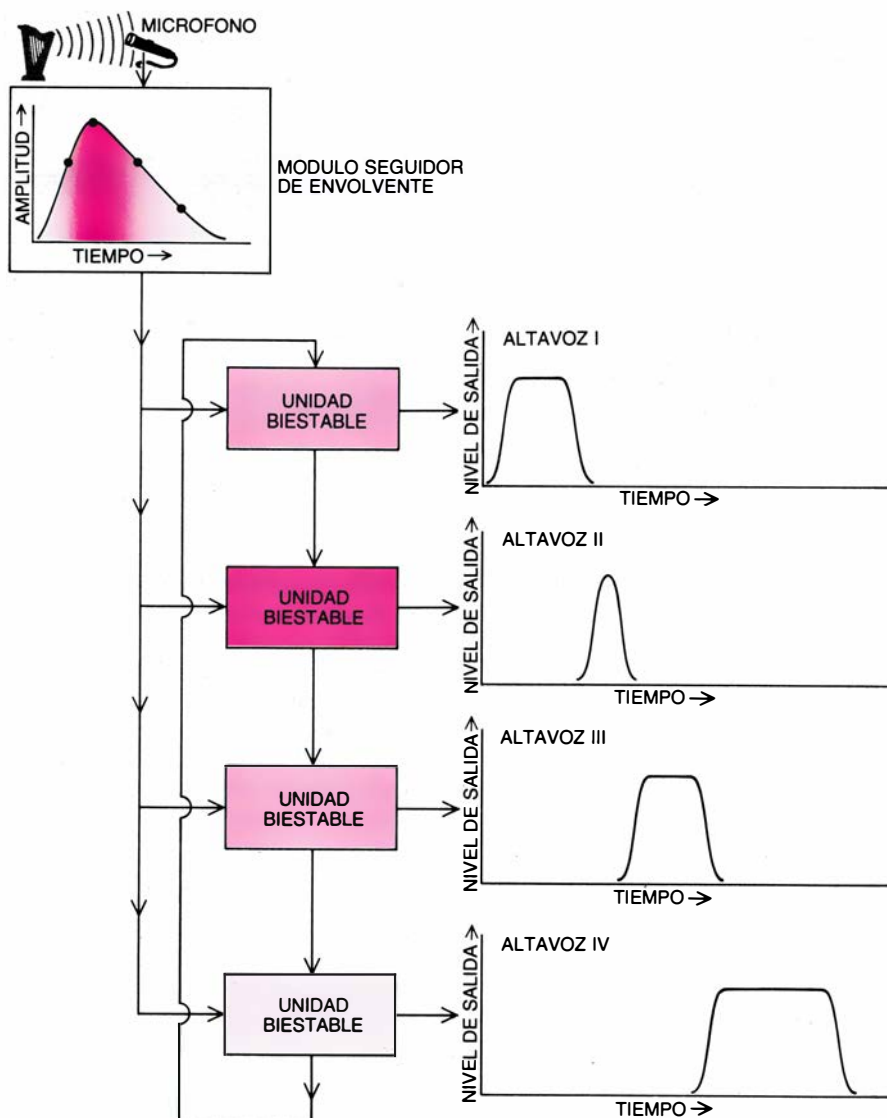 MICROFONO
AMPLITUD →
TIEMPO →
MODULO SEGUIDOR
DE ENVOLVENTE
UNIDAD
BIESTABLE
NIVEL DE SALIDA →
ALTAVOZ I
TIEMPO →
UNIDAD
BIESTABLE
NIVEL DE SALIDA →
ALTAVOZ II
TIEMPO →
UNIDAD
BIESTABLE
NIVEL DE SALIDA →
ALTAVOZ III
TIEMPO →
UNIDAD
BIESTABLE
NIVEL DE SALIDA →
ALTAVOZ IV
TIEMPO →